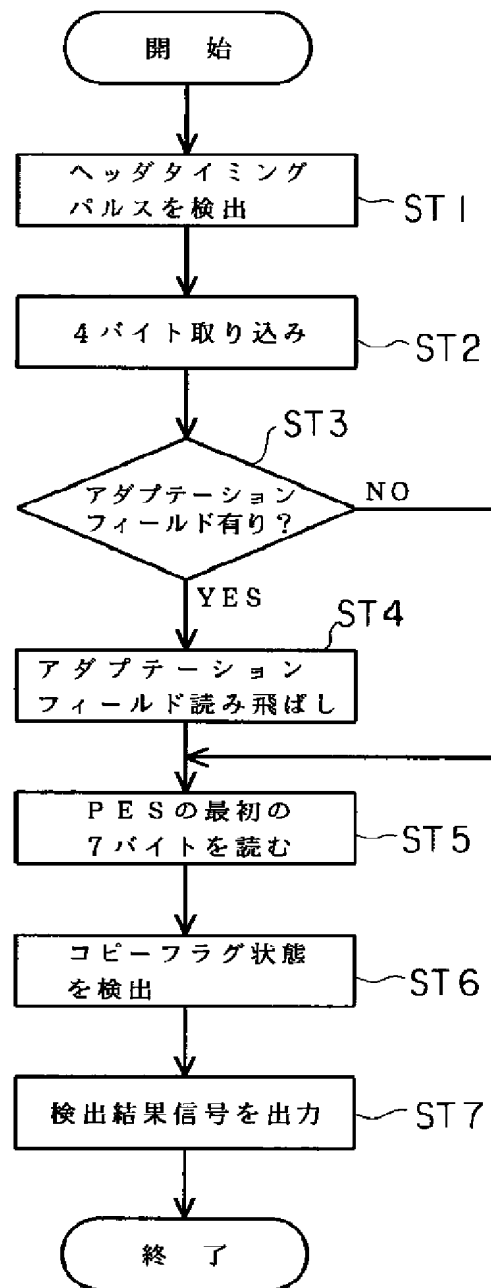 開始
ヘッダタイミング
パルスを検出
ST1
4バイト取り込み
ST2
ST3
アダプテーション
フィールド有り?
NO
YES
ST4
アダプテーション
フィールド読み飛ばし
PESの最初の
7バイトを読む
ST5
コピーフラグ状態
を検出
ST6
検出結果信号を出力
ST7
終了